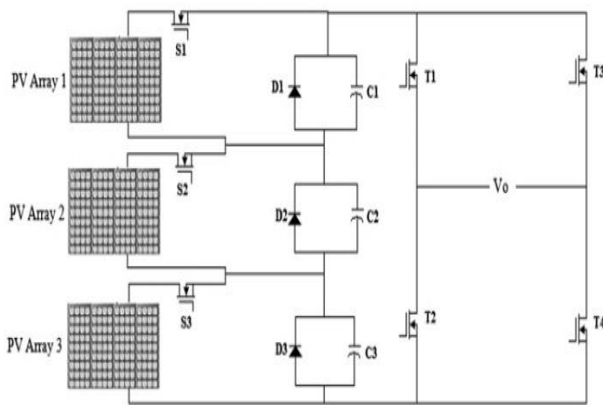 S1
PV Array 1
D1
C1
T1
T3
S2
PV Array 2
D2
C2
Vo
S3
PV Array 3
D3
C3
T2
T4